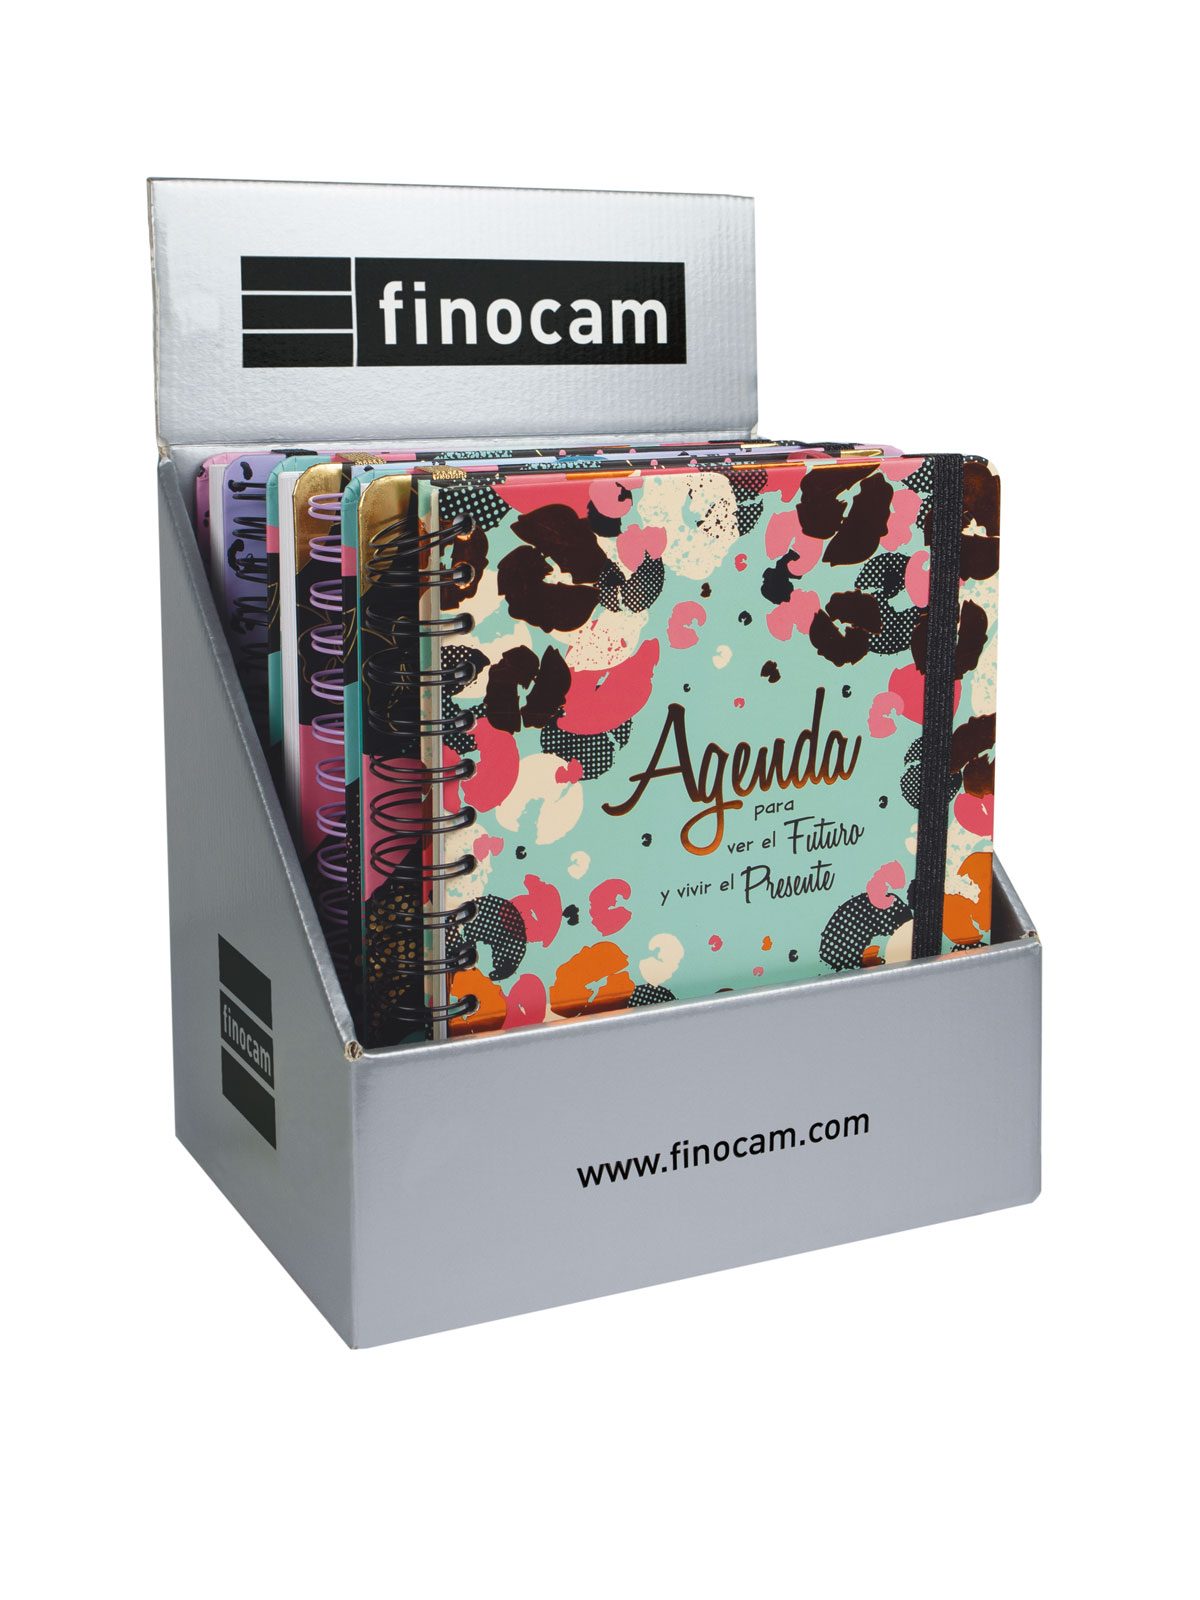 finocam
Agenda
para
ver el Futuro
y vivir el Presente
finocam
www.finocam.com